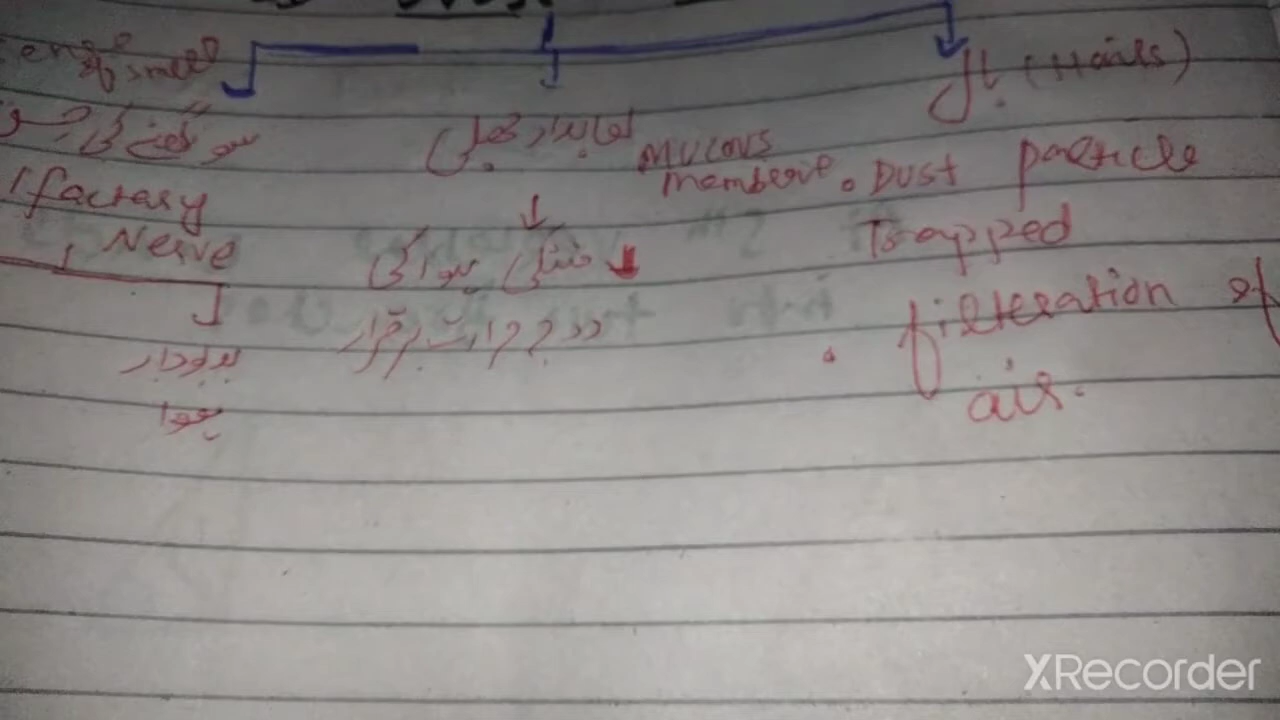 of smell
بال (Hairs)
سونگھنے کی حس
لعابدار جھلی
Mucous
Membrane
. Dust particle
Trapped
lfactory
Nerve
خشکی ہوا کی
درجہ حرارت برقرار
بدبودار
ہوا
. filteration of
air.
XRecorder